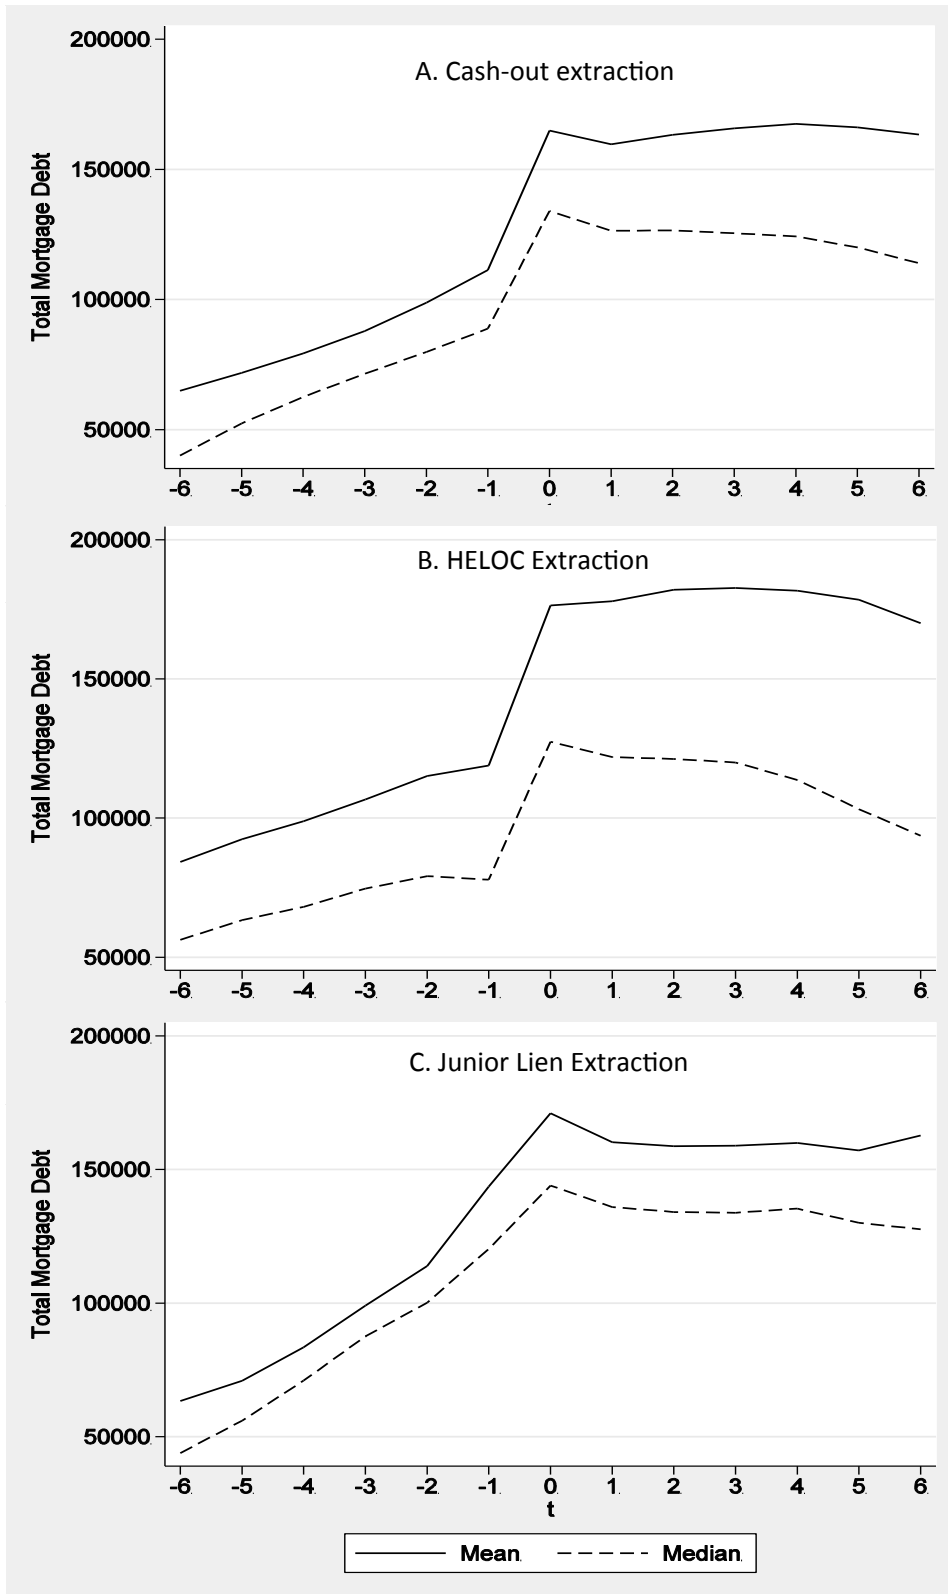 A. Cash-out extraction
Total Mortgage Debt
200000
150000
100000
50000
-6 -5 -4 -3 -2 -1 0 1 2 3 4 5 6
B. HELOC Extraction
Total Mortgage Debt
200000
150000
100000
50000
-6 -5 -4 -3 -2 -1 0 1 2 3 4 5 6
C. Junior Lien Extraction
Total Mortgage Debt
200000
150000
100000
50000
-6 -5 -4 -3 -2 -1 0 1 2 3 4 5 6
t
Mean Median